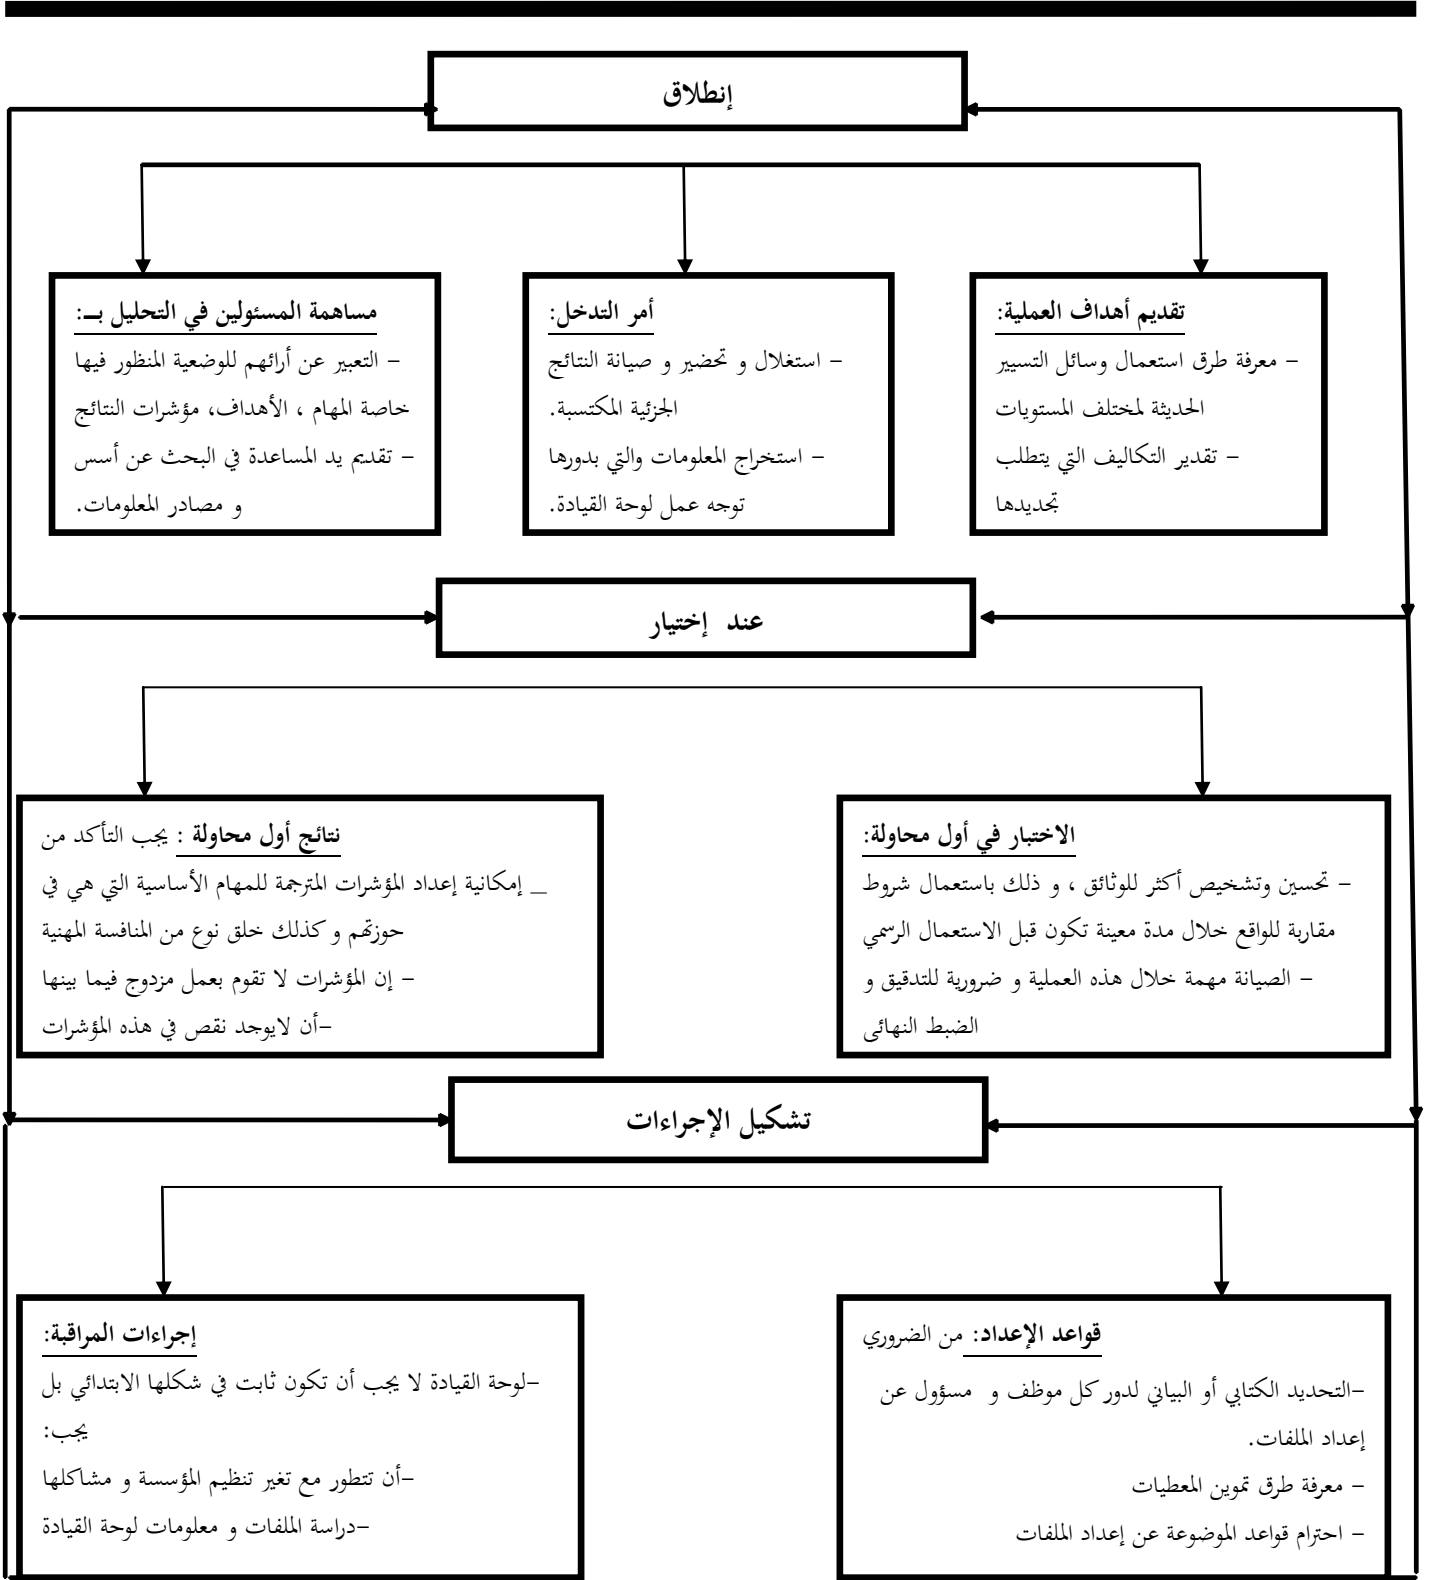 إنطلاق
تقديم أهداف العملية:
– معرفة طرق استعمال وسائل التسيير
الحديثة لمختلف المستويات
– تقدير التكاليف التي يتطلب
تجديدها
أمر التدخل:
– استغلال و تحضير و صيانة النتائج
الجزئية المكتسبة.
– استخراج المعلومات والتي بدورها
توجه عمل لوحة القيادة.
مساهمة المسئولين في التحليل بــ:
– التعبير عن أرائهم للوضعية المنظور فيها
خاصة المهام ، الأهداف، مؤشرات النتائج
– تقديم يد المساعدة في البحث عن أسس
و مصادر المعلومات.
عند إختيار
الاختبار في أول محاولة:
– تحسين وتشخيص أكثر للوثائق ، و ذلك باستعمال شروط
مقاربة للواقع خلال مدة معينة تكون قبل الاستعمال الرسمي
– الصيانة مهمة خلال هذه العملية و ضرورية للتدقيق و
الضبط النهائى
نتائج أول محاولة : يجب التأكد من
_ إمكانية إعداد المؤشرات المترجمة للمهام الأساسية التي هي في
حوزتهم و كذلك خلق نوع من المنافسة المهنية
– إن المؤشرات لا تقوم بعمل مزدوج فيما بينها
–أن لايوجد نقص في هذه المؤشرات
تشكيل الإجراءات
قواعد الإعداد: من الضروري
–التحديد الكتابي أو البياني لدور كل موظف و مسؤول عن
إعداد الملفات.
– معرفة طرق تموين المعطيات
– احترام قواعد الموضوعة عن إعداد الملفات
إجراءات المراقبة:
–لوحة القيادة لا يجب أن تكون ثابت في شكلها الابتدائي بل
يجب:
–أن تتطور مع تغير تنظيم المؤسسة و مشاكلها
–دراسة الملفات و معلومات لوحة القيادة